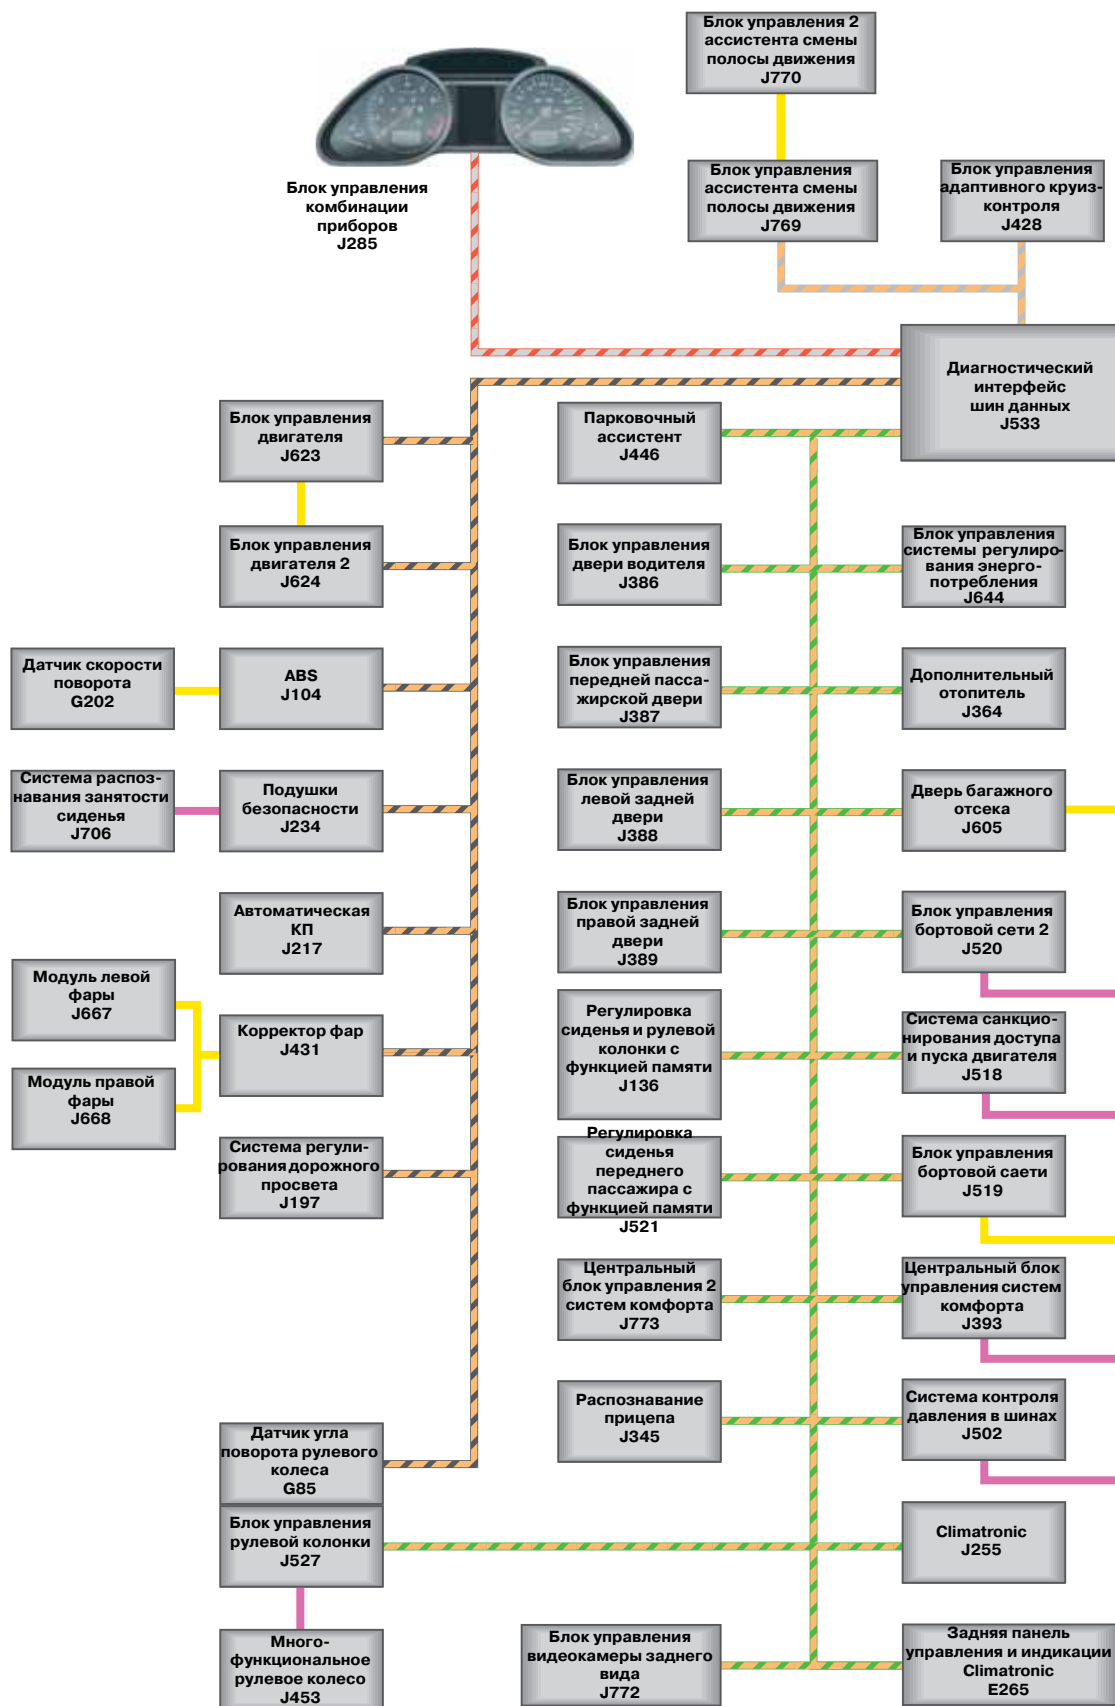 Блок управления 2
ассистента смены
полосы движения
J770
Блок управления
комбинации
приборов
J285
Блок управления
ассистента смены
полосы движения
J769
Блок управления
адаптивного круиз-
контроля
J428
Диагностический
интерфейс
шин данных
J533
Блок управления
двигателя
J623
Парковочный
ассистент
J446
Блок управления
двигателя 2
J624
Блок управления
двери водителя
J386
Блок управления
системы регулиро-
вания энерго-
потребления
J644
Датчик скорости
поворота
G202
ABS
J104
Блок управления
передней пасса-
жирской двери
J387
Дополнительный
отопитель
J364
Система распоз-
навания занятости
сиденья
J706
Подушки
безопасности
J234
Блок управления
левой задней
двери
J388
Дверь багажного
отсека
J605
Автоматическая
КП
J217
Блок управления
правой задней
двери
J389
Блок управления
бортовой сети 2
J520
Модуль левой
фары
J667
Корректор фар
J431
Регулировка
сиденья и рулевой
колонки с
функцией памяти
J136
Система санкцио-
нирования доступа
и пуска двигателя
J518
Модуль правой
фары
J668
Система регули-
рования дорожного
просвета
J197
Регулировка
сиденья
переднего
пассажира с
функцией памяти
J521
Блок управления
бортовой саети
J519
Центральный
блок управления 2
систем комфорта
J773
Центральный блок
управления систем
комфорта
J393
Распознавание
прицепа
J345
Система контроля
давления в шинах
J502
Датчик угла
поворота рулевого
колеса
G85
Блок управления
рулевой колонки
J527
Climatronic
J255
Много-
функциональное
рулевое колесо
J453
Блок управления
видеокамеры заднего
вида
J772
Задняя панель
управления и индикации
Climatronic
E265